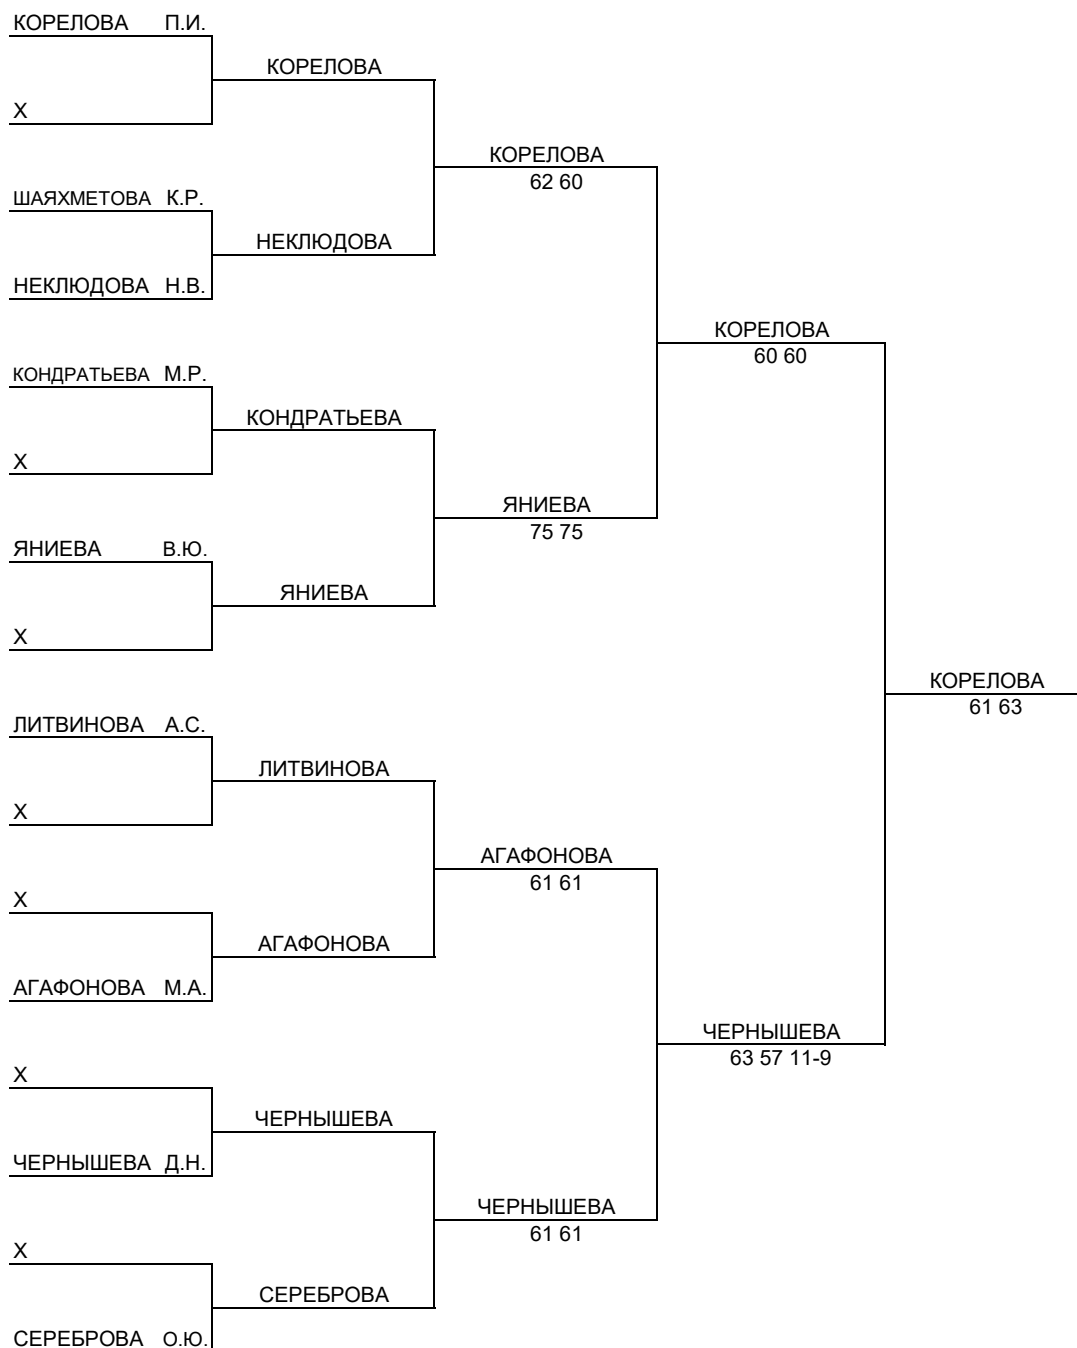 КОРЕЛОВА П.И.
КОРЕЛОВА
Х
КОРЕЛОВА
62 60
ШАЯХМЕТОВА К.Р.
НЕКЛЮДОВА
НЕКЛЮДОВА Н.В.
КОРЕЛОВА
60 60
КОНДРАТЬЕВА М.Р.
КОНДРАТЬЕВА
Х
ЯНИЕВА
75 75
ЯНИЕВА В.Ю.
ЯНИЕВА
Х
КОРЕЛОВА
61 63
ЛИТВИНОВА А.С.
ЛИТВИНОВА
Х
АГАФОНОВА
61 61
Х
АГАФОНОВА
АГАФОНОВА М.А.
ЧЕРНЫШЕВА
63 57 11-9
Х
ЧЕРНЫШЕВА
ЧЕРНЫШЕВА Д.Н.
ЧЕРНЫШЕВА
61 61
Х
СЕРЕБРОВА
СЕРЕБРОВА О.Ю.